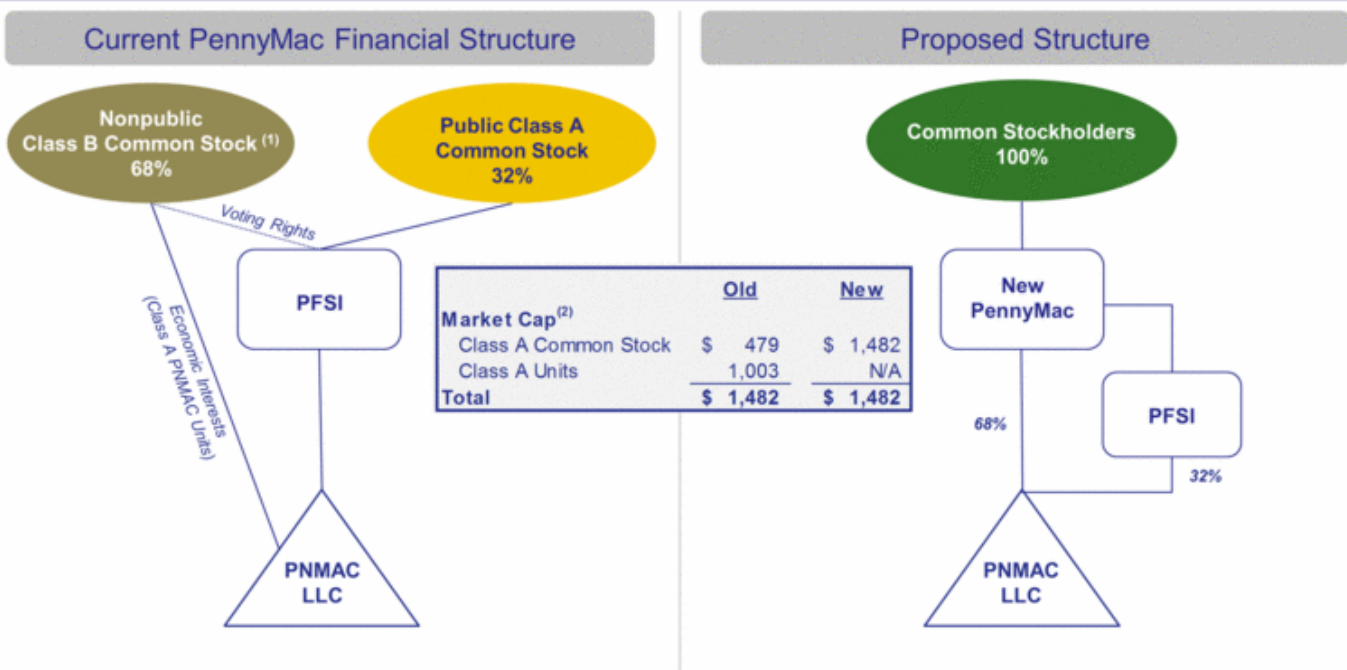 Current PennyMac Financial Structure
Nonpublic
Class B Common Stock (1)
68%
Public Class A
Common Stock
32%
Voting Rights
PFSI
Economic Interests
(Class A PNMAC Units)
PNMAC
LLC
Old New
Market Cap(2)
Class A Common Stock $ 479 $ 1,482
Class A Units 1,003 N/A
Total $ 1,482 $ 1,482
Proposed Structure
Common Stockholders
100%
New
PennyMac
PFSI
68%
32%
PNMAC
LLC